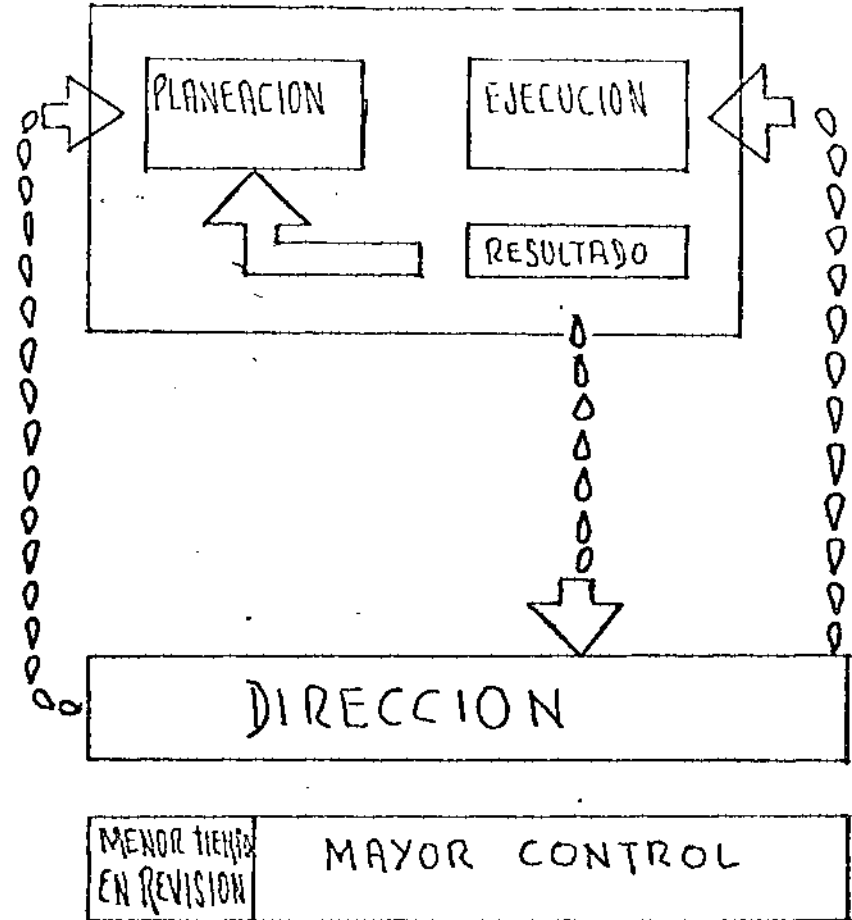 PLANEACION
EJECUCION
RESULTADO
DIRECCION
MENOR TIEMPO
EN REVISION
MAYOR CONTROL